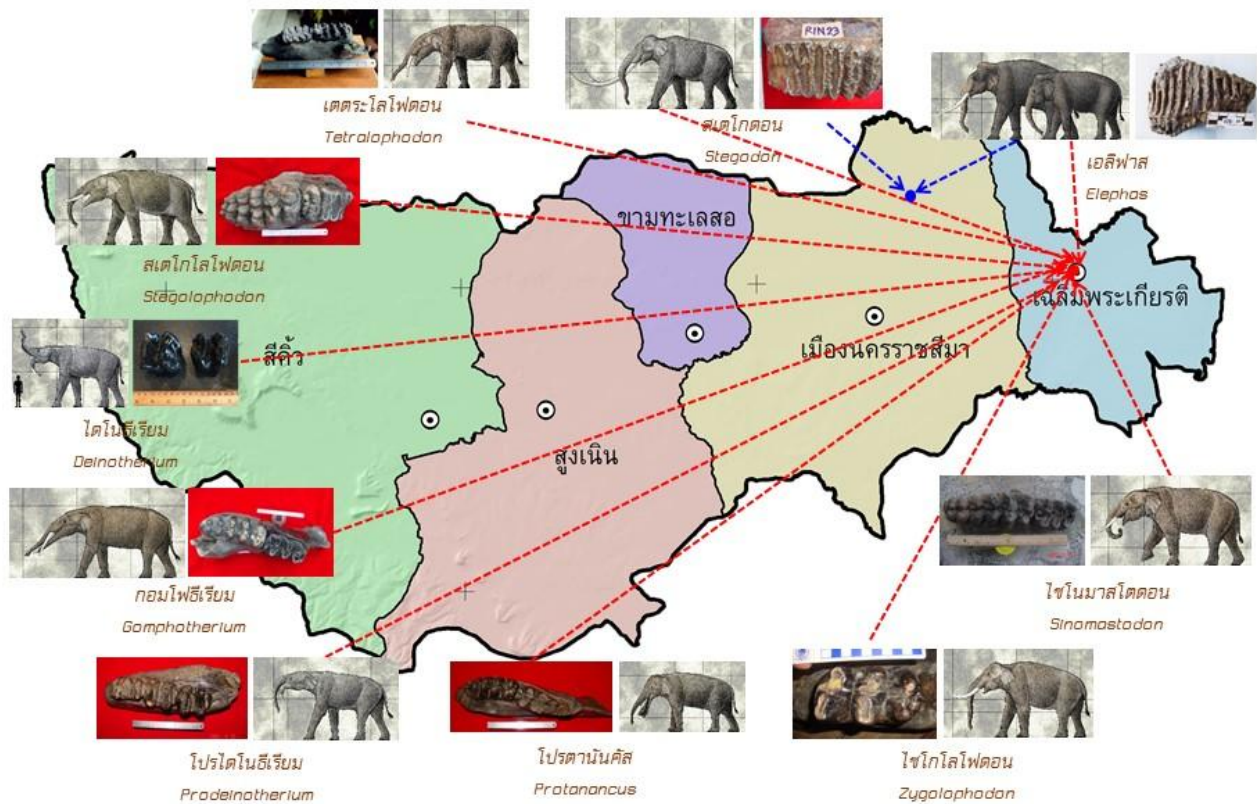 RIN23
เตตระโลโฟดอน
Tetralophodon
สเตโกดอน
Stegodon
เอลิฟาส
Elephas
ขามทะเลสอ
สเตโกโลโฟดอน
Stegolophodon
เฉลิมพระเกียรติ
เมืองนครราชสีมา
สีคิ้ว
ไดโนธีเรียม
Deinotherium
สูงเนิน
กอมโฟธีเรียม
Gomphotherium
ไซโนมาสโตดอน
Sinomastodon
โปรไดโนธีเรียม
Prodeinotherium
โปรตานันคัส
Protanancus
ไซโกโลโฟดอน
Zygolophodon